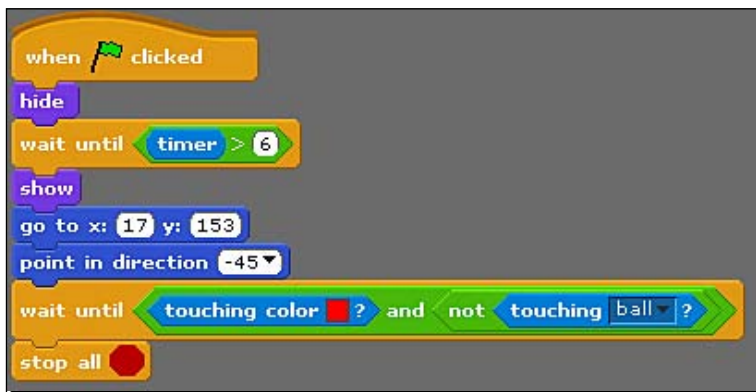 when clicked
hide
wait until timer > 6
show
go to x: 17 y: 153
point in direction -45
wait until touching color ? and not touching ball ?
stop all